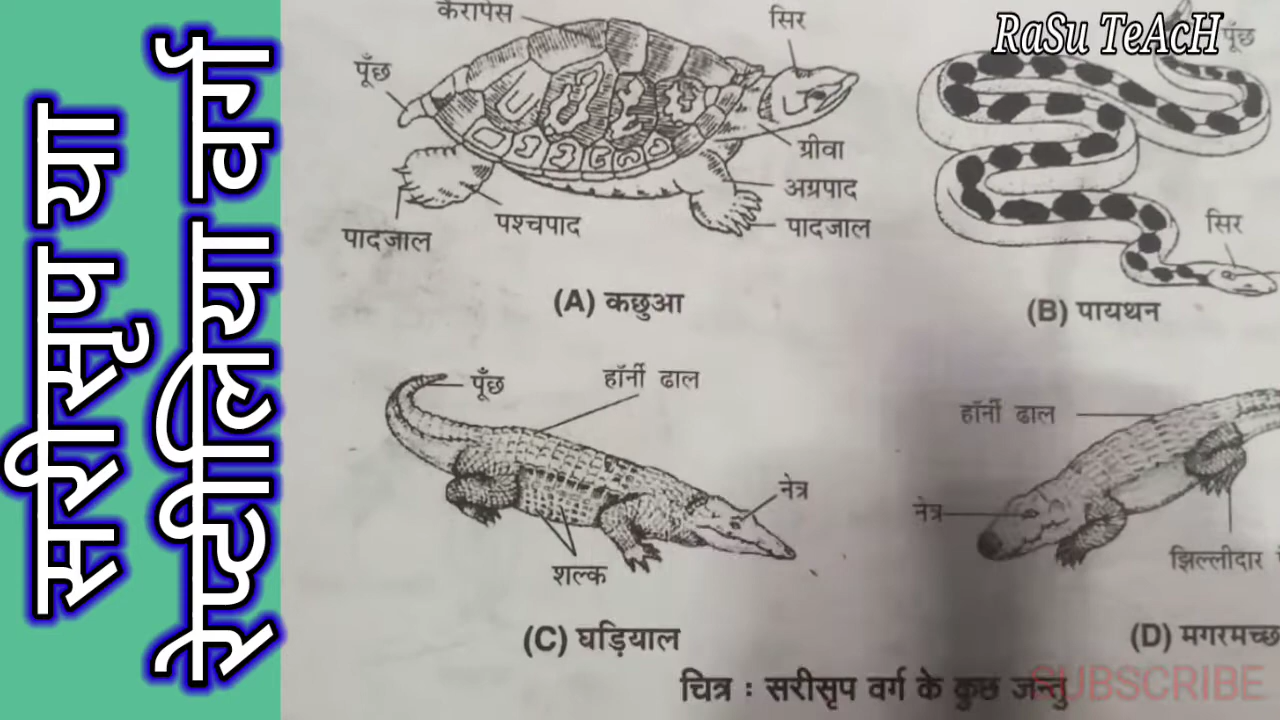 सरीसृप या
रेप्टीलिया वर्ग
RaSu TeAcH
कैरापेस
सिर
पूँछ
पूँछ
ग्रीवा
अग्रपाद
पादजाल
पश्चपाद
पादजाल
(A) कछुआ
सिर
(B) पायथन
पूँछ
हॉर्नी ढाल
नेत्र
शल्क
(C) घड़ियाल
हॉर्नी ढाल
नेत्र
झिल्लीदार
(D) मगरमच्छ
चित्र : सरीसृप वर्ग के कुछ जन्तु
SUBSCRIBE